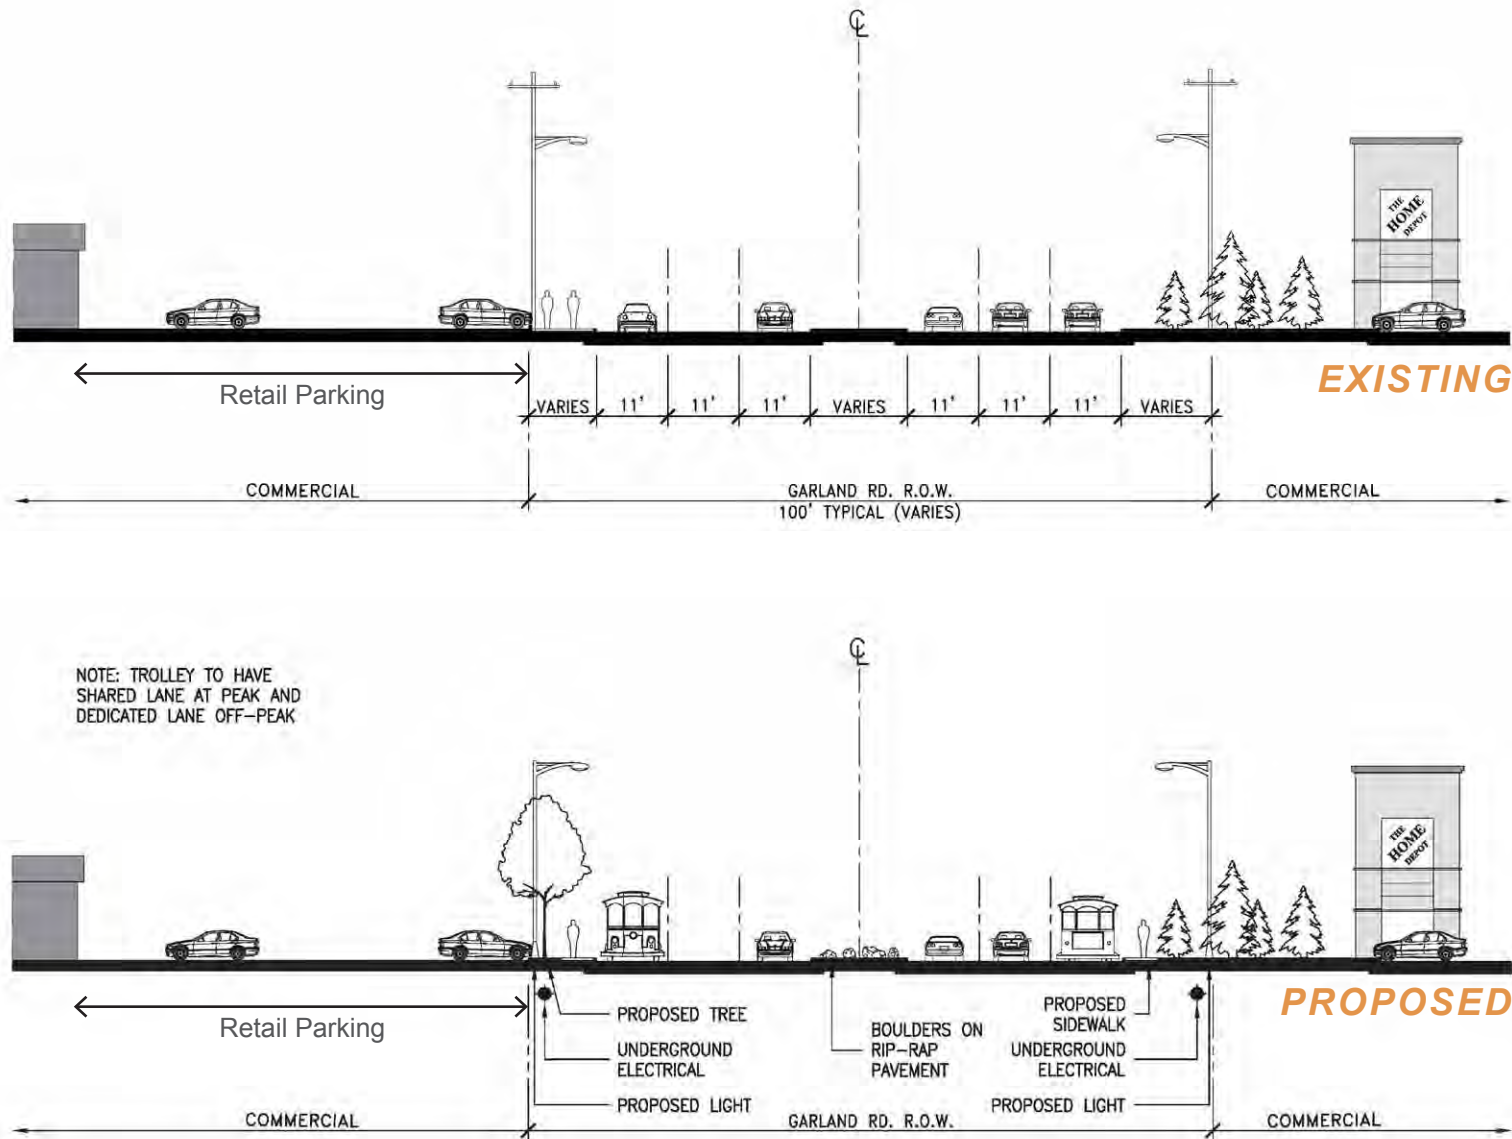 ℄
THE
HOME
DEPOT
EXISTING
Retail Parking
VARIES 11' 11' 11' VARIES 11' 11' 11' VARIES
COMMERCIAL
GARLAND RD. R.O.W.
100' TYPICAL (VARIES)
COMMERCIAL
℄
NOTE: TROLLEY TO HAVE
SHARED LANE AT PEAK AND
DEDICATED LANE OFF-PEAK
THE
HOME
DEPOT
PROPOSED
Retail Parking
PROPOSED TREE
UNDERGROUND
ELECTRICAL
PROPOSED LIGHT
BOULDERS ON
RIP-RAP
PAVEMENT
PROPOSED
SIDEWALK
UNDERGROUND
ELECTRICAL
PROPOSED LIGHT
COMMERCIAL
GARLAND RD. R.O.W.
COMMERCIAL